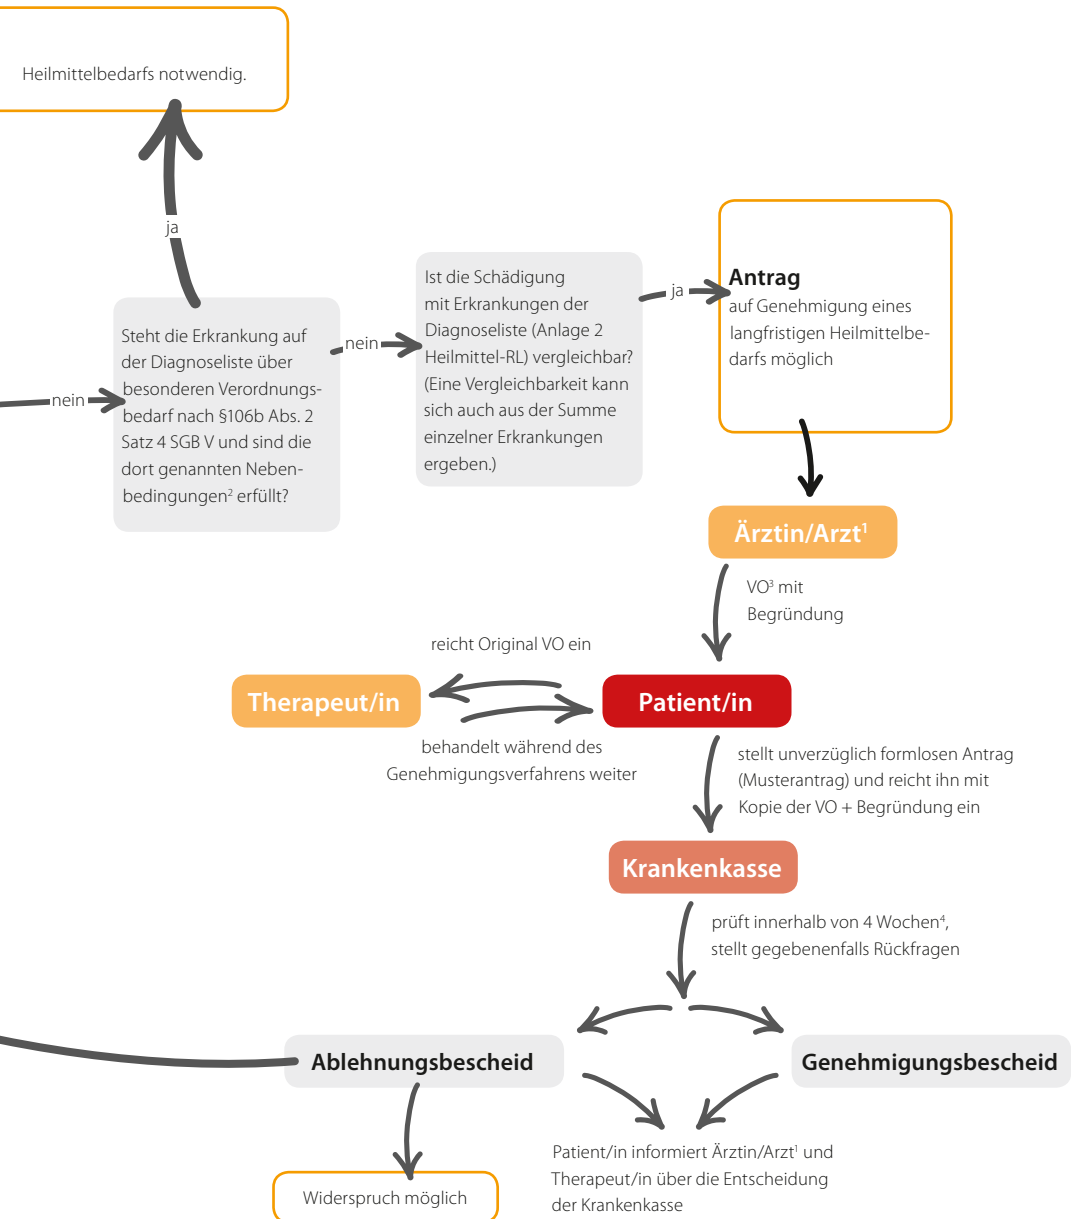 Heilmittelbedarfs notwendig.
ja
nein
Steht die Erkrankung auf
der Diagnoseliste über
besonderen Verordnungs-
bedarf nach §106b Abs. 2
Satz 4 SGB V und sind die
dort genannten Neben-
bedingungen² erfüllt?
nein
Ist die Schädigung
mit Erkrankungen der
Diagnoseliste (Anlage 2
Heilmittel-RL) vergleichbar?
(Eine Vergleichbarkeit kann
sich auch aus der Summe
einzelner Erkrankungen
ergeben.)
ja
Antrag
auf Genehmigung eines
langfristigen Heilmittelbe-
darfs möglich
Ärztin/Arzt¹
VO³ mit
Begründung
reicht Original VO ein
Therapeut/in
Patient/in
behandelt während des
Genehmigungsverfahrens weiter
stellt unverzüglich formlosen Antrag
(Musterantrag) und reicht ihn mit
Kopie der VO + Begründung ein
Krankenkasse
prüft innerhalb von 4 Wochen⁴,
stellt gegebenenfalls Rückfragen
Ablehnungsbescheid
Genehmigungsbescheid
Patient/in informiert Ärztin/Arzt¹ und
Therapeut/in über die Entscheidung
der Krankenkasse
Widerspruch möglich